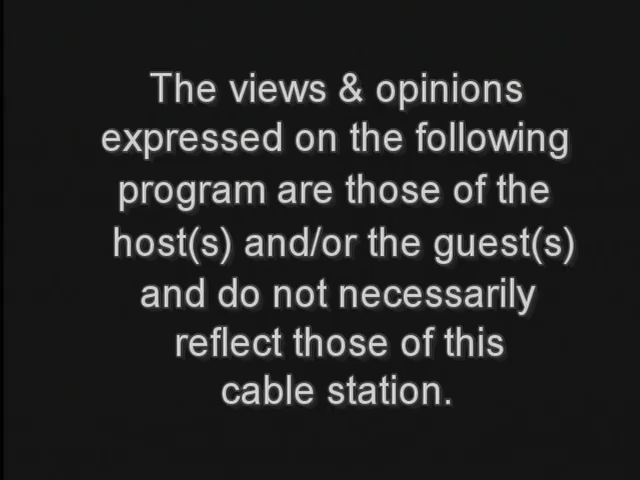 The views & opinions
expressed on the following
program are those of the
host(s) and/or the guest(s)
and do not necessarily
reflect those of this
cable station.